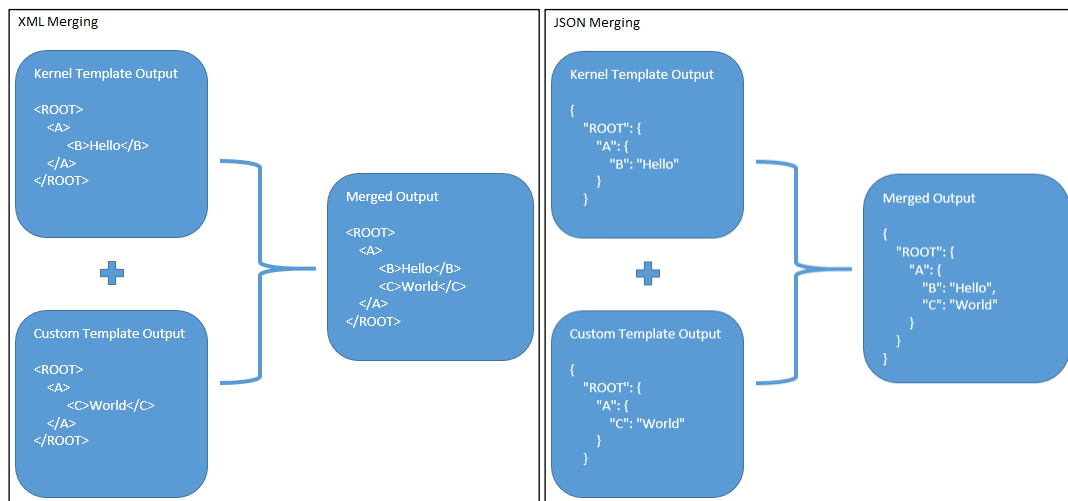 XML Merging
Kernel Template Output
<ROOT>
<A>
<B>Hello</B>
</A>
</ROOT>
Custom Template Output
<ROOT>
<A>
<C>World</C>
</A>
</ROOT>
Merged Output
<ROOT>
<A>
<B>Hello</B>
<C>World</C>
</A>
</ROOT>
JSON Merging
Kernel Template Output
{
"ROOT": {
"A": {
"B": "Hello"
}
}
Custom Template Output
{
"ROOT": {
"A": {
"C": "World"
}
}
Merged Output
{
"ROOT": {
"A": {
"B": "Hello",
"C": "World"
}
}
}